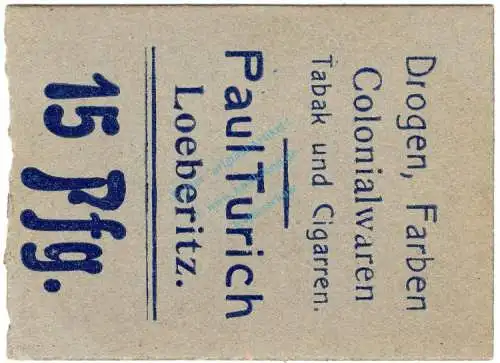 Drogen, Farben
Colonialwaren
Tabak und Cigarren.
Paul Turich
Loeberitz.
15 Pfg.